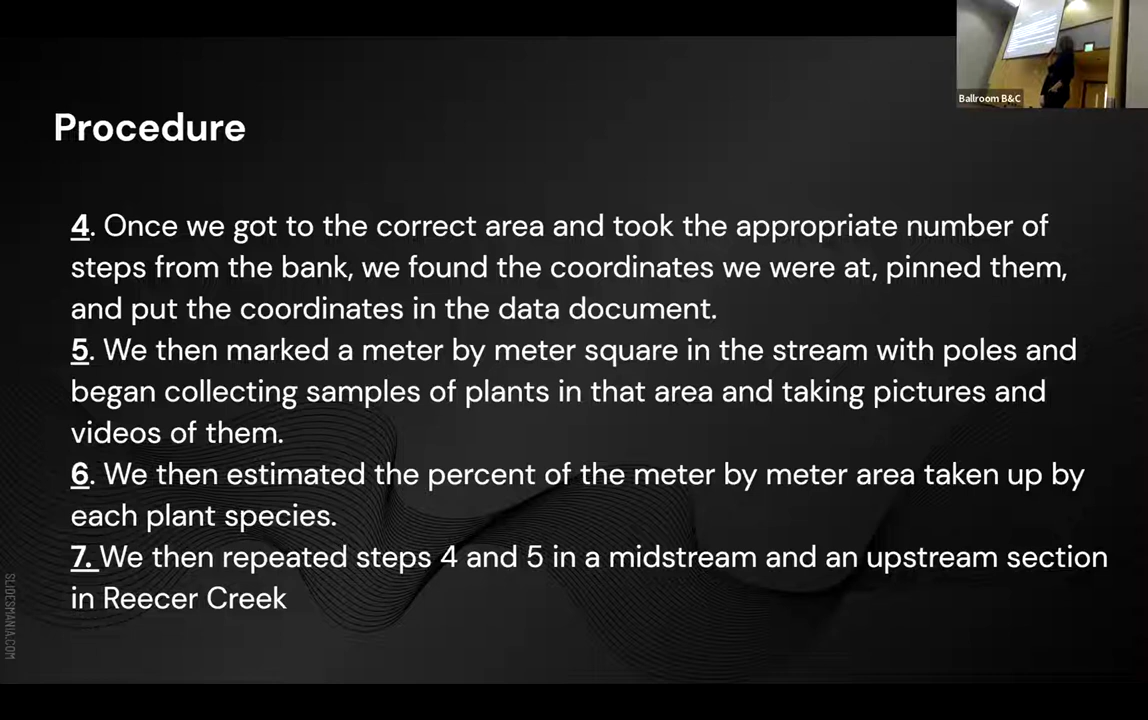 Ballroom B&C
Procedure
4. Once we got to the correct area and took the appropriate number of
steps from the bank, we found the coordinates we were at, pinned them,
and put the coordinates in the data document.
5. We then marked a meter by meter square in the stream with poles and
began collecting samples of plants in that area and taking pictures and
videos of them.
6. We then estimated the percent of the meter by meter area taken up by
each plant species.
7. We then repeated steps 4 and 5 in a midstream and an upstream section
in Reecer Creek
SLIDESMANIA.COM